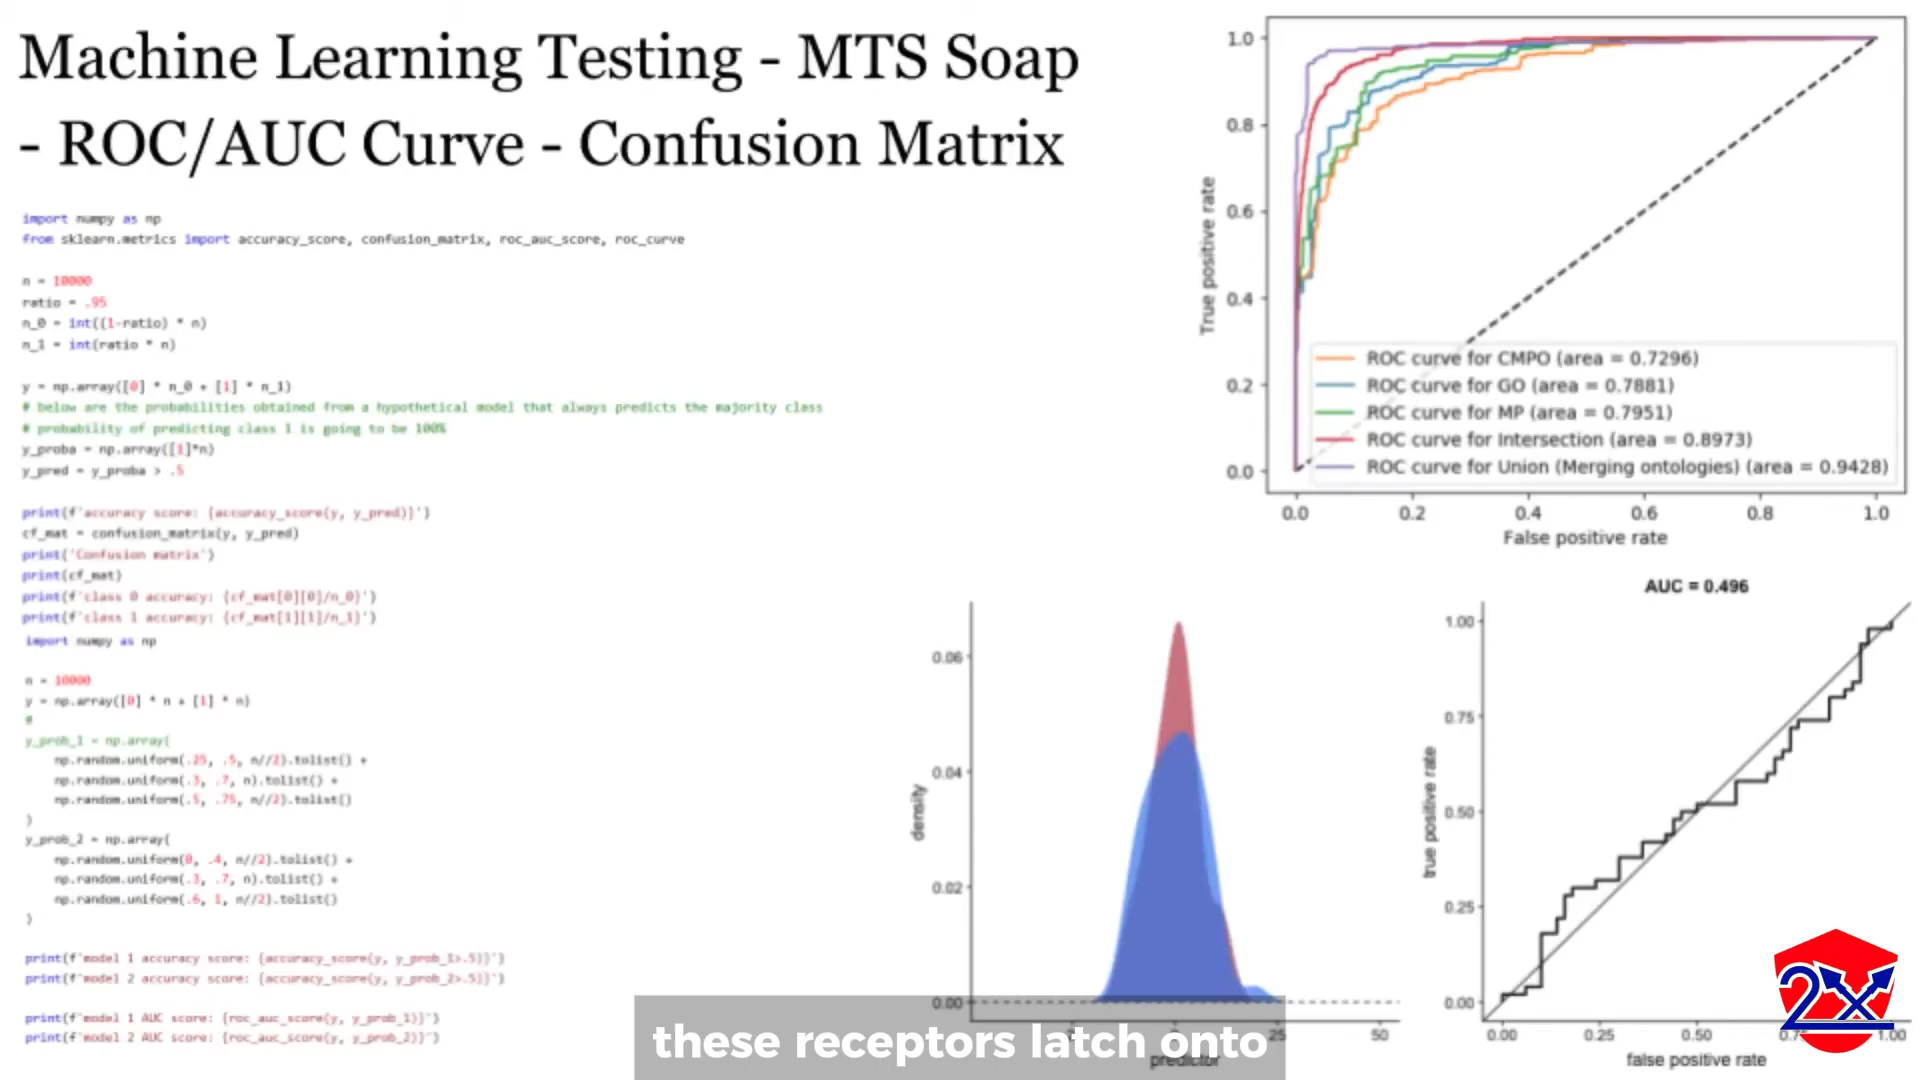 Machine Learning Testing - MTS Soap
- ROC/AUC Curve - Confusion Matrix
import numpy as np
from sklearn.metrics import accuracy_score, confusion_matrix, roc_auc_score, roc_curve
n = 10000
ratio = .95
n_0 = int((1-ratio) * n)
n_1 = int(ratio * n)
y = np.array([0] * n_0 + [1] * n_1)
# below are the probabilities obtained from a hypothetical model that always predicts the majority class
# probability of predicting class 1 is going to be 100%
y_proba = np.array([1]*n)
y_pred = y_proba > .5
print(f'accuracy score: {accuracy_score(y, y_pred)}')
cf_mat = confusion_matrix(y, y_pred)
print('Confusion matrix')
print(cf_mat)
print(f'class 0 accuracy: {cf_mat[0][0]/n_0}')
print(f'class 1 accuracy: {cf_mat[1][1]/n_1}')
import numpy as np
n = 10000
y = np.array([0] * n + [1] * n)
#
y_prob_1 = np.array(
np.random.uniform(.25, .5, n//2).tolist() +
np.random.uniform(.3, .7, n).tolist() +
np.random.uniform(.5, .75, n//2).tolist()
)
y_prob_2 = np.array(
np.random.uniform(0, .4, n//2).tolist() +
np.random.uniform(.3, .7, n).tolist() +
np.random.uniform(.6, 1, n//2).tolist()
)
print(f'model 1 accuracy score: {accuracy_score(y, y_prob_1>.5)}')
print(f'model 2 accuracy score: {accuracy_score(y, y_prob_2>.5)}')
print(f'model 1 AUC score: {roc_auc_score(y, y_prob_1)}')
print(f'model 2 AUC score: {roc_auc_score(y, y_prob_2)}')
True positive rate
1.0
0.8
0.6
0.4
0.2
0.0
ROC curve for CMPO (area = 0.7296)
ROC curve for GO (area = 0.7881)
ROC curve for MP (area = 0.7951)
ROC curve for Intersection (area = 0.8973)
ROC curve for Union (Merging ontologies) (area = 0.9428)
0.0 0.2 0.4 0.6 0.8 1.0
False positive rate
density
0.06
0.04
0.02
0.00
25 50
predictor
AUC = 0.496
true positive rate
1.00
0.75
0.50
0.25
0.00
0.00 0.25 0.50 1.00
false positive rate
these receptors latch onto
2X